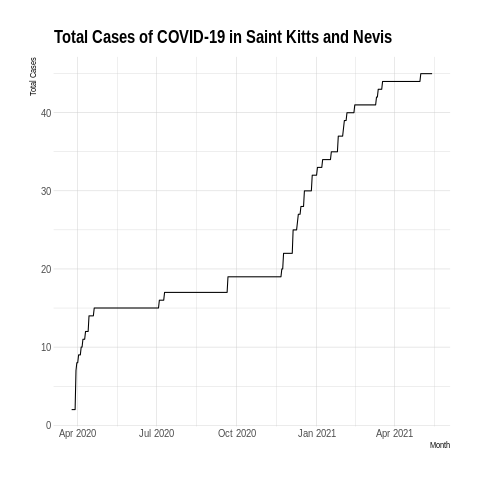 Total Cases of COVID-19 in Saint Kitts and Nevis
Total Cases
40
30
20
10
0
Apr 2020 Jul 2020 Oct 2020 Jan 2021 Apr 2021
Month